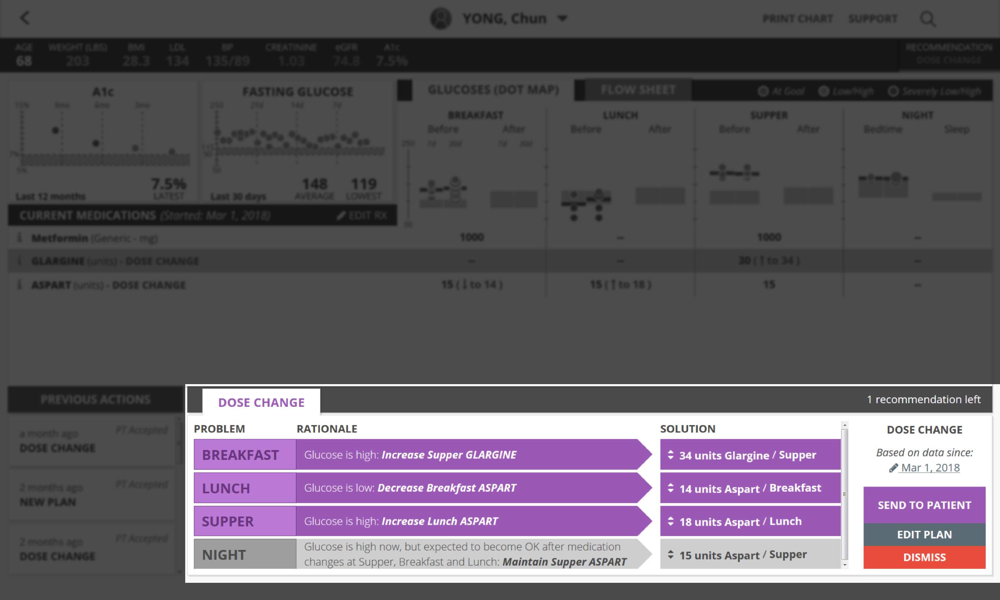 YONG, Chun
PRINT CHART
SUPPORT
AGE
68
WEIGHT (LBS)
203
BMI
28.3
LDL
134
BP
135/89
CREATININE
1.03
eGFR
74.8
A1c
7.5%
RECOMMENDATION
DOSE CHANGE
A1c
15%
9mo
6mo
3mo
7%
5%
7.5%
Last 12 months
LATEST
FASTING GLUCOSE
250
21d
14d
7d
115
90
50
148
119
Last 30 days
AVERAGE
LOWEST
GLUCOSES (DOT MAP)
FLOW SHEET
At Goal
Low/High
Severely Low/High
BREAKFAST
LUNCH
SUPPER
NIGHT
Before
After
Before
After
Before
After
Bedtime
Sleep
250
7d
30d
7d
30d
50
CURRENT MEDICATIONS (Started: Mar 1, 2018)
EDIT RX
i Metformin (Generic - mg)
1000
--
1000
--
i GLARGINE (units) - DOSE CHANGE
--
--
30 ( ↑ to 34 )
--
i ASPART (units) - DOSE CHANGE
15 ( ↓ to 14 )
15 ( ↑ to 18 )
15
--
PREVIOUS ACTIONS
a month ago
PT Accepted
DOSE CHANGE
2 months ago
PT Accepted
NEW PLAN
2 months ago
PT Accepted
DOSE CHANGE
DOSE CHANGE
1 recommendation left
PROBLEM
RATIONALE
SOLUTION
BREAKFAST
Glucose is high: Increase Supper GLARGINE
34 units Glargine / Supper
LUNCH
Glucose is low: Decrease Breakfast ASPART
14 units Aspart / Breakfast
SUPPER
Glucose is high: Increase Lunch ASPART
18 units Aspart / Lunch
NIGHT
Glucose is high now, but expected to become OK after medication
changes at Supper, Breakfast and Lunch: Maintain Supper ASPART
15 units Aspart / Supper
DOSE CHANGE
Based on data since:
Mar 1, 2018
SEND TO PATIENT
EDIT PLAN
DISMISS